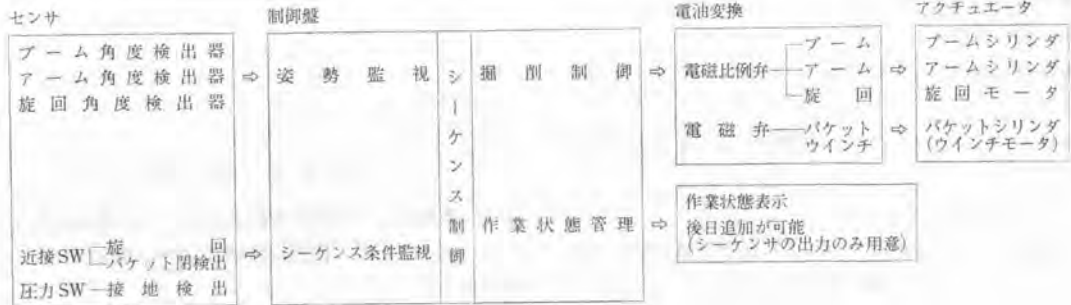 センサ
ブーム角度検出器
アーム角度検出器
旋回角度検出器
近接SW
旋回
バケット閉検出
圧力SW—接地検出
制御盤
姿勢監視
シーケンス条件監視
シーケンス制御
掘削制御
作業状態管理
電油変換
電磁比例弁
ブーム
アーム
旋回
電磁弁——バケット
ウインチ
作業状態表示
後日追加が可能
(シーケンサの出力のみ用意)
アクチュエータ
ブームシリンダ
アームシリンダ
旋回モータ
バケットシリンダ
(ウインチモータ)